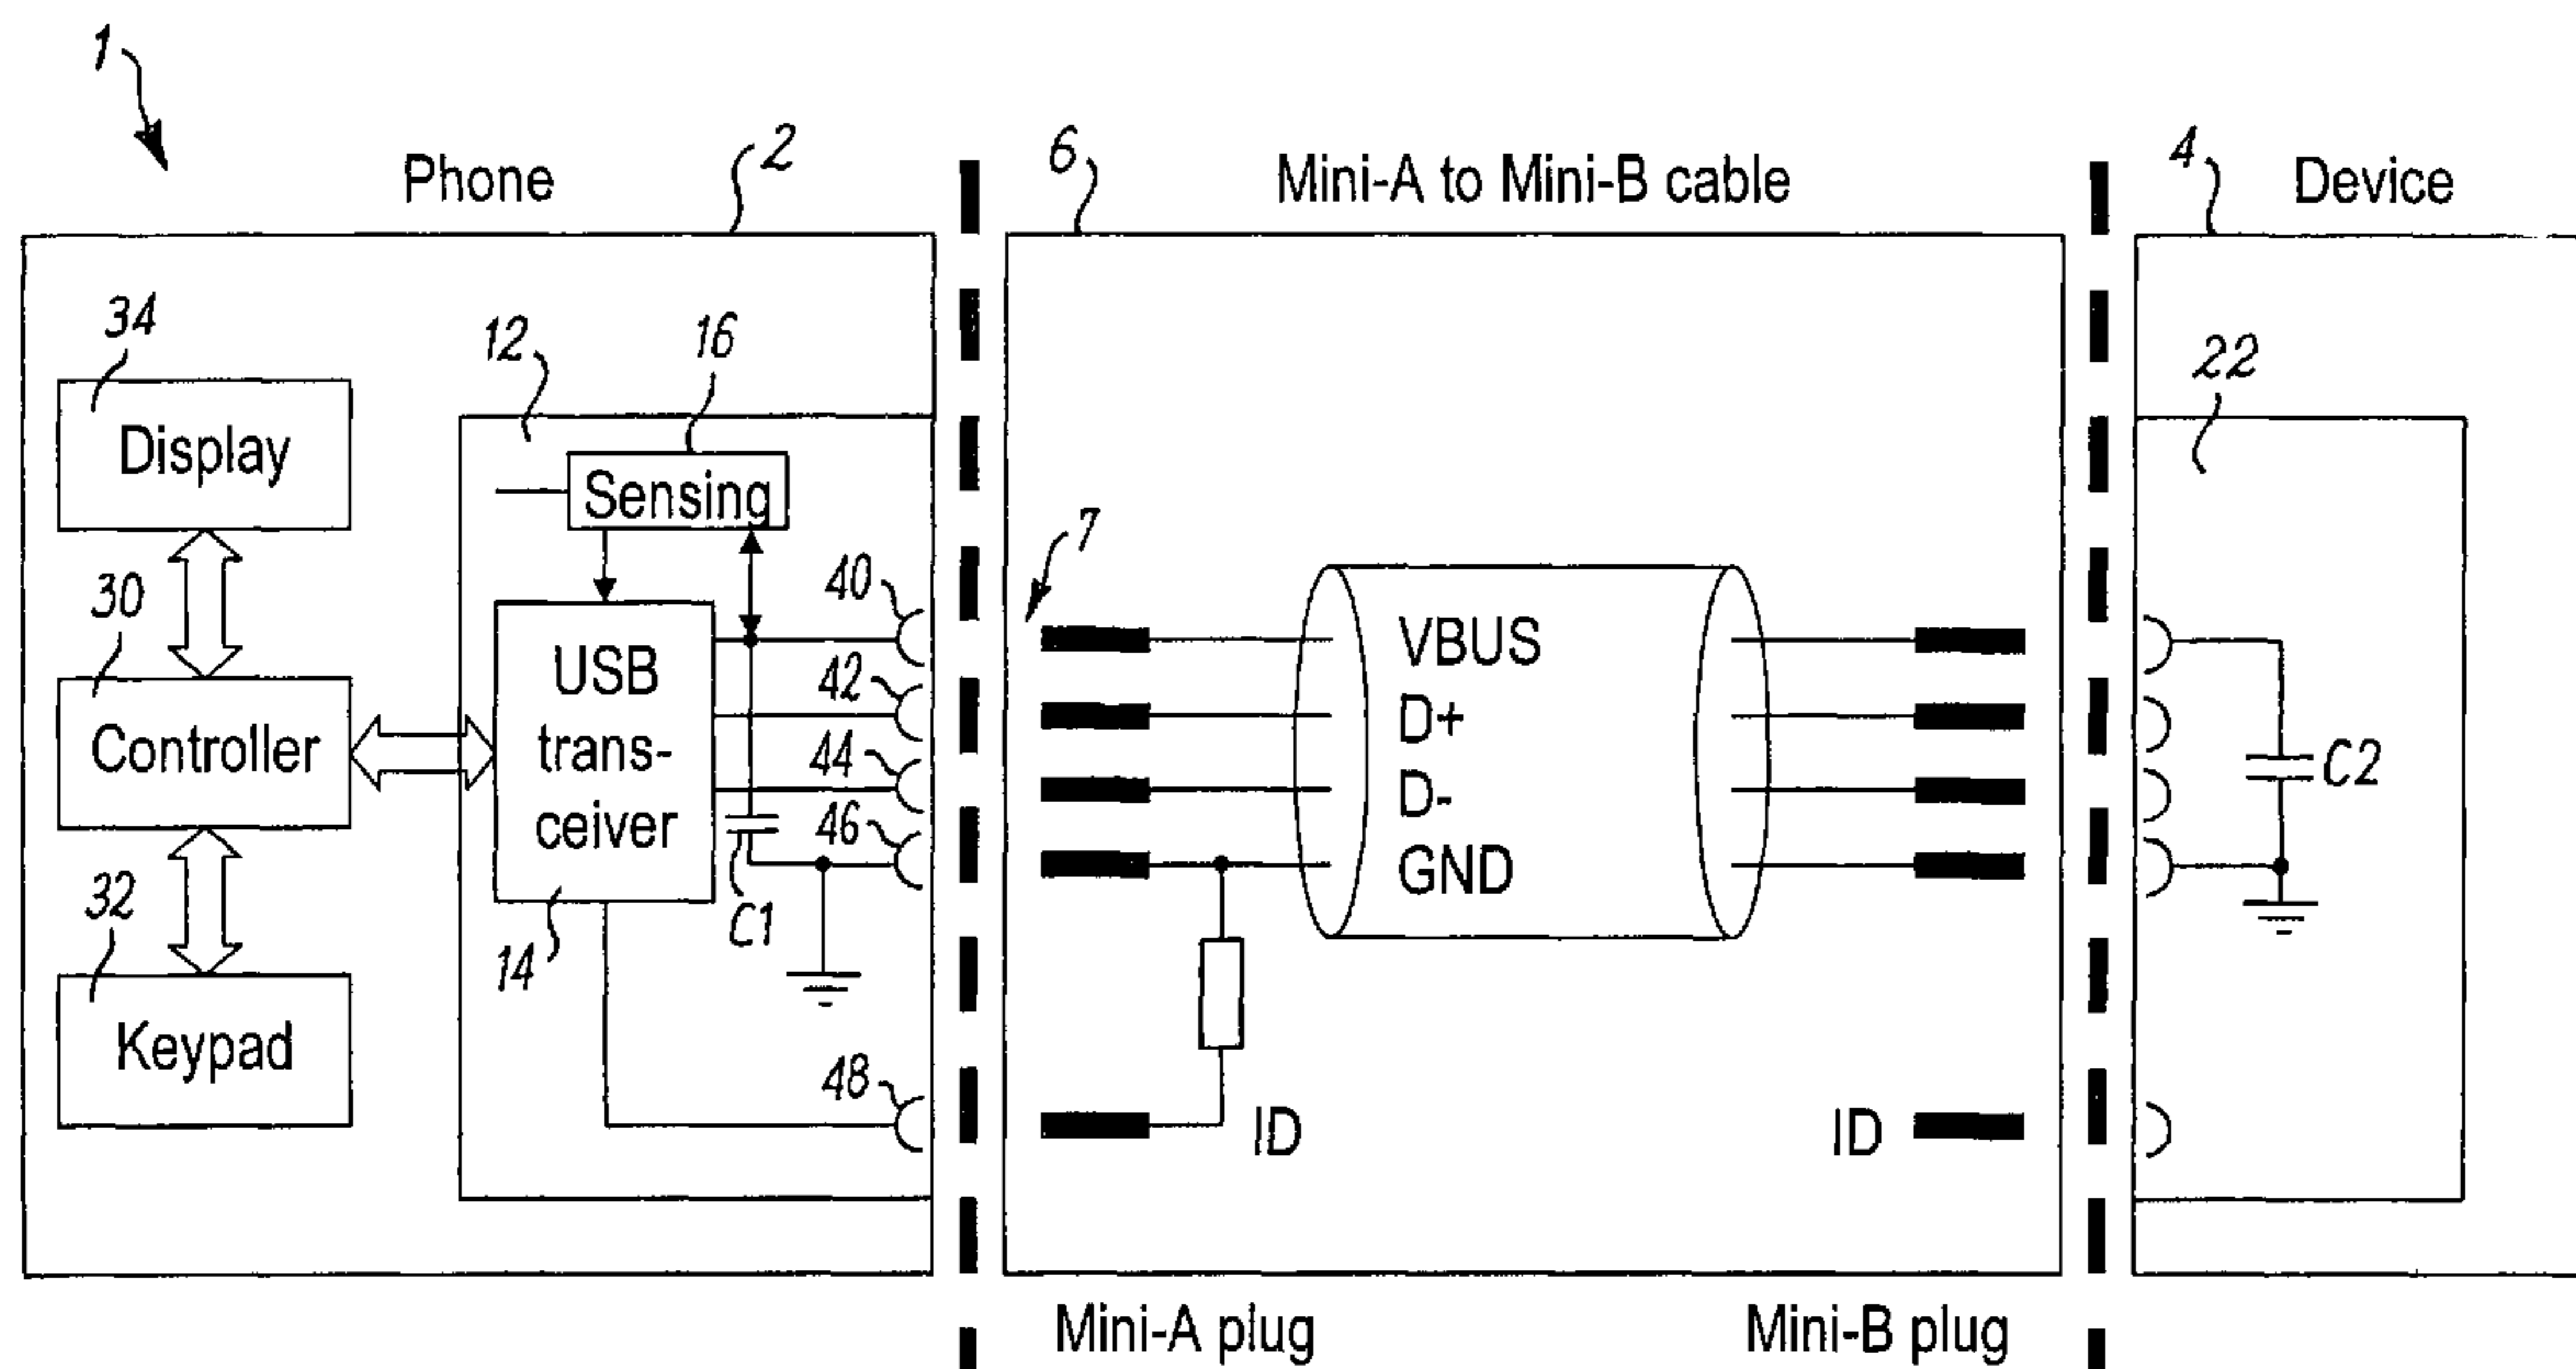 1
Phone
2
6
Mini-A to Mini-B cable
4
Device
34
Display
12
16
Sensing
22
7
30
Controller
USB
trans-
ceiver
40
42
44
46
C1
14
32
Keypad
48
VBUS
D+
D-
GND
ID
ID
C2
Mini-A plug
Mini-B plug